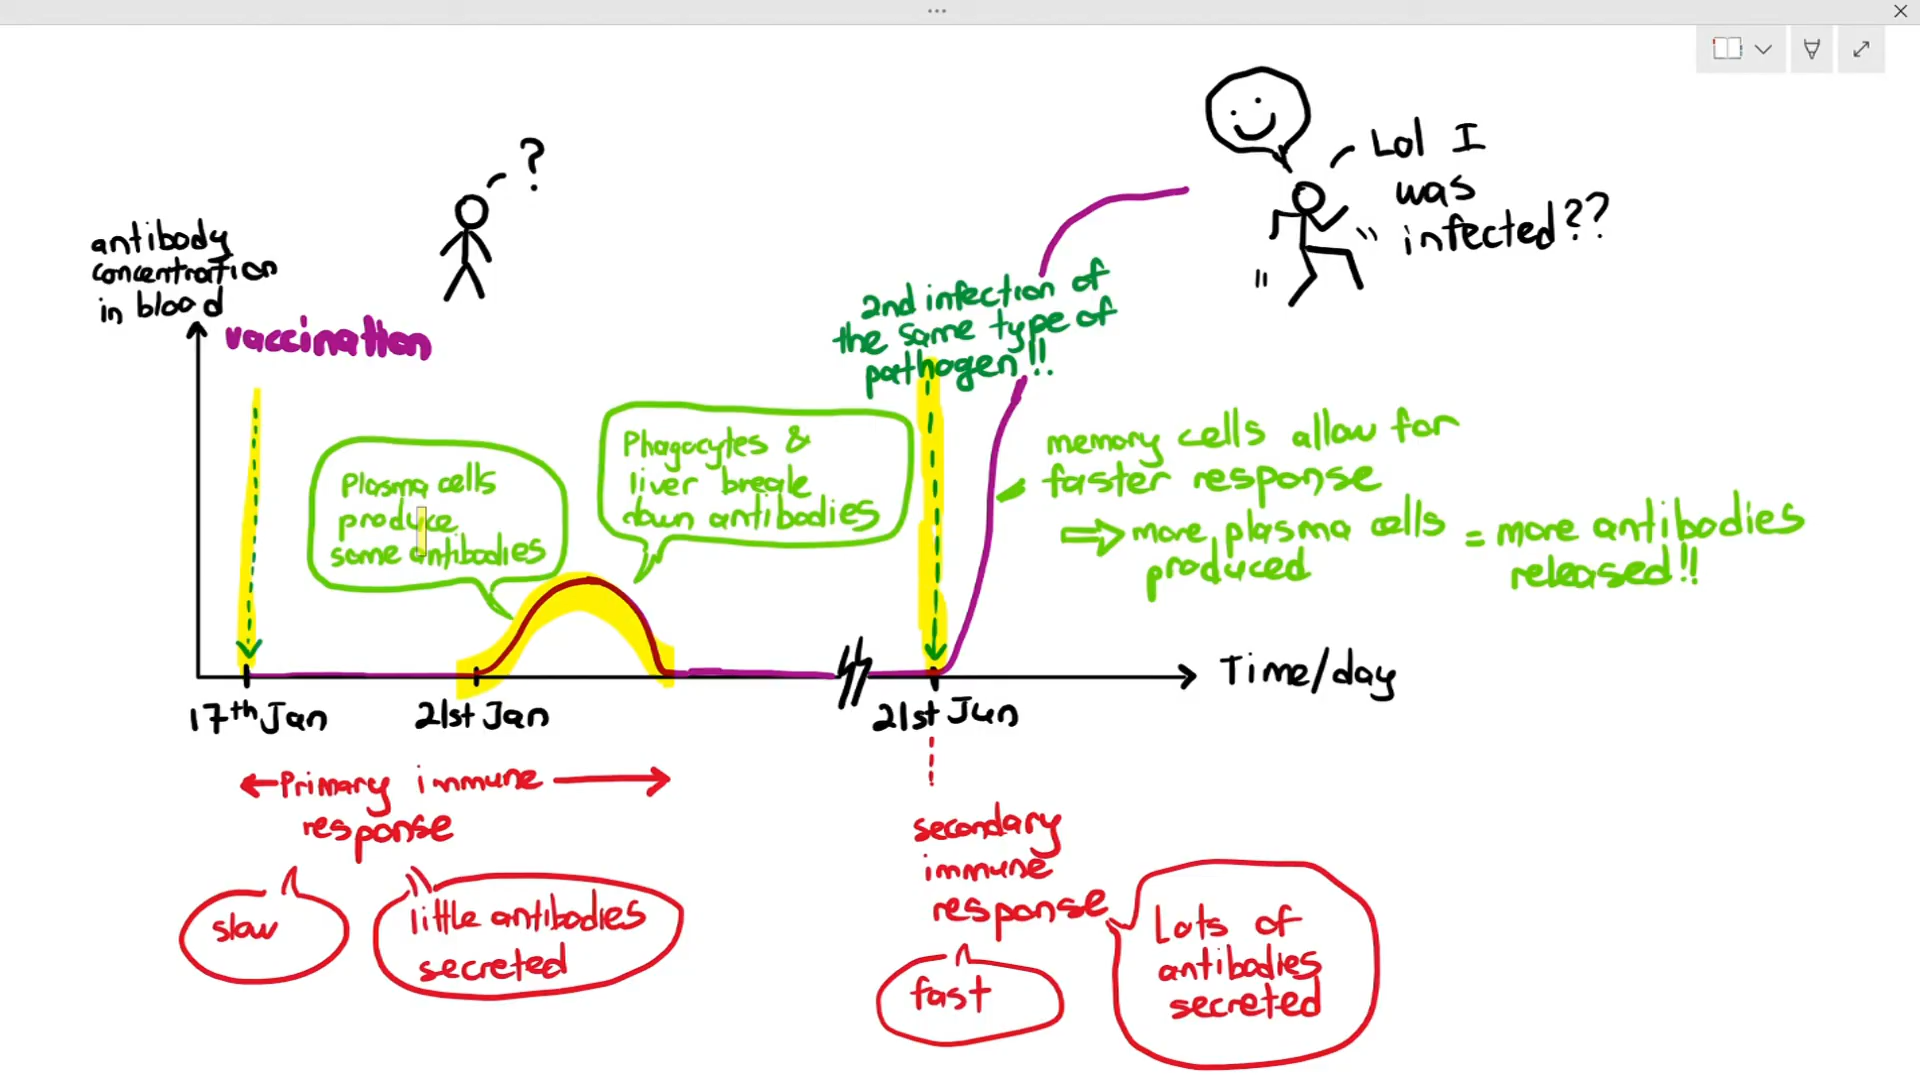 ?
Lol I
was
infected??
antibody
concentration
in blood
vaccination
2nd infection of
the same type of
pathogen!!
Plasma cells
produce
some antibodies
Phagocytes &
liver break
down antibodies
memory cells allow for
faster response
⇒ more plasma cells
produced
= more antibodies
released!!
Time/day
17th Jan
21st Jan
21st Jun
Primary immune
response
slow
little antibodies
secreted
secondary
immune
response
fast
Lots of
antibodies
secreted